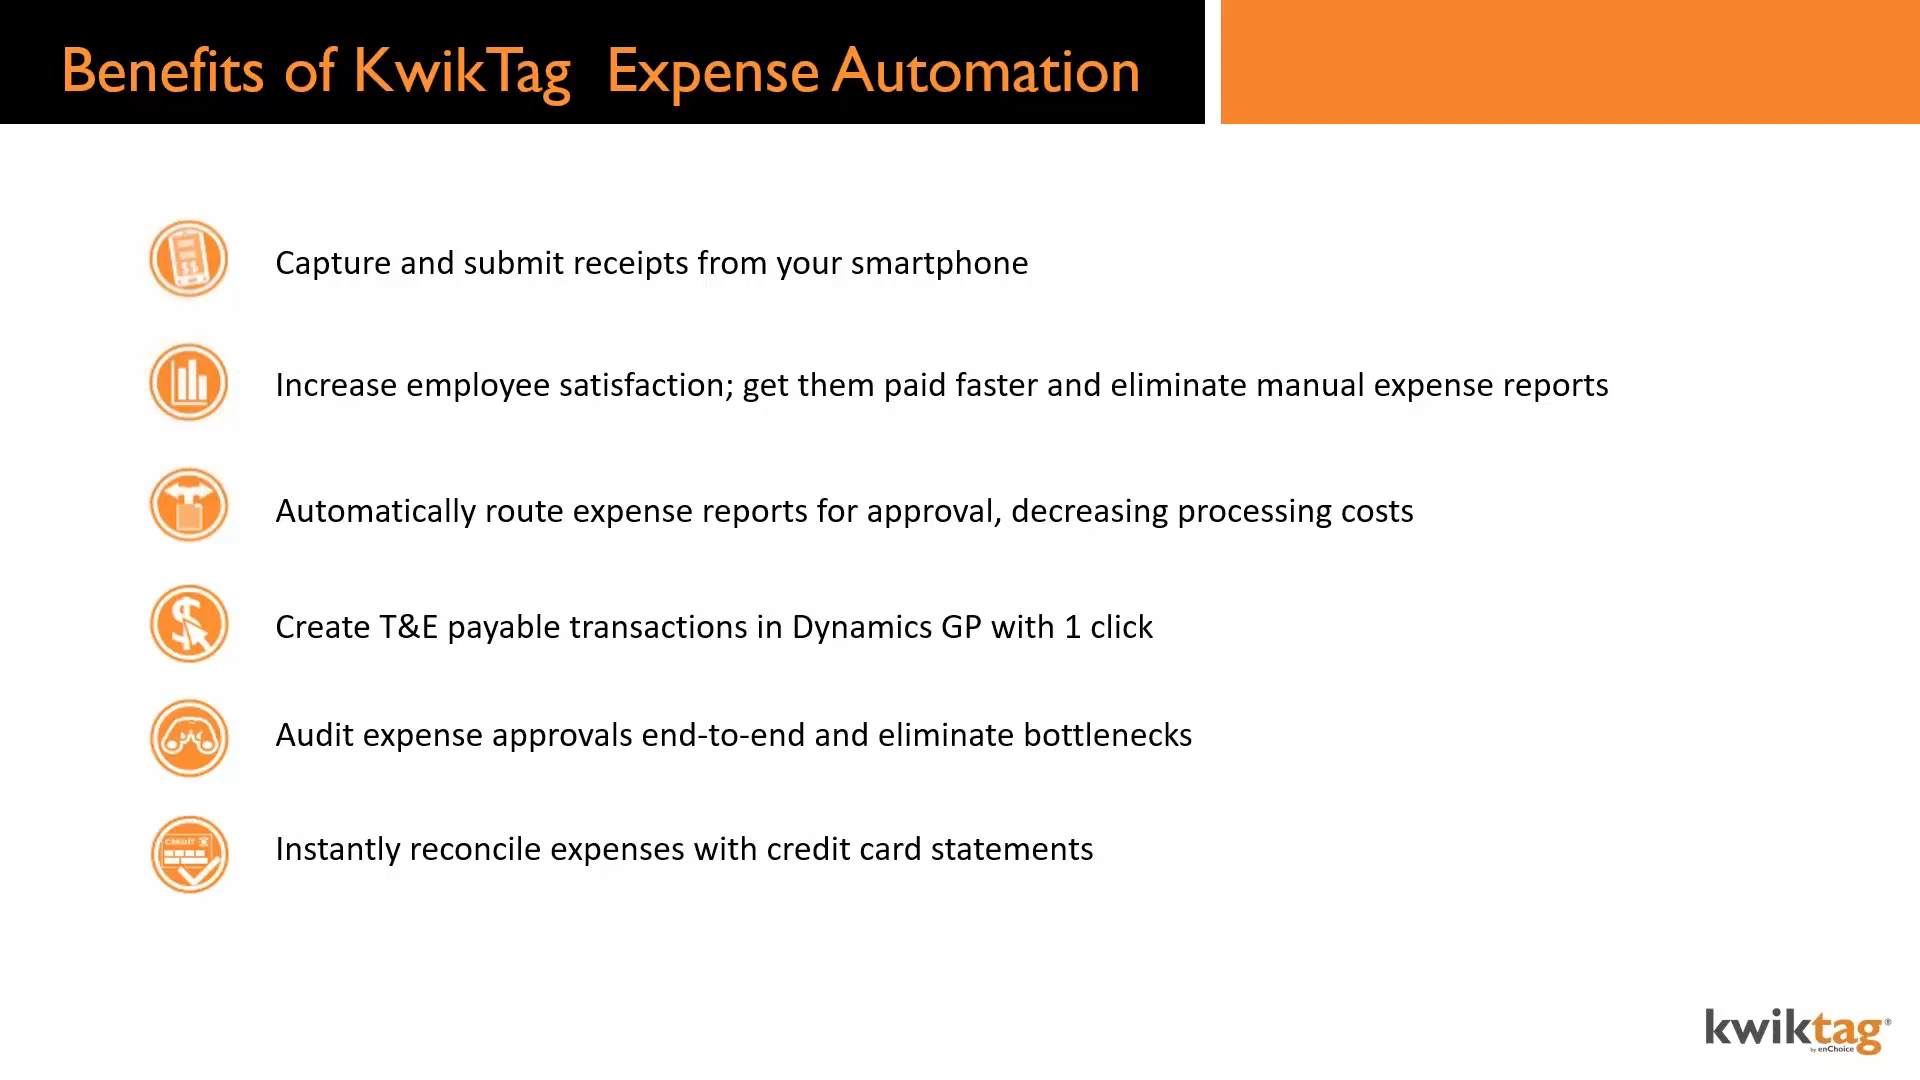 Benefits of KwikTag  Expense Automation
Capture and submit receipts from your smartphone
Increase employee satisfaction; get them paid faster and eliminate manual expense reports
Automatically route expense reports for approval, decreasing processing costs
Create T&E payable transactions in Dynamics GP with 1 click
Audit expense approvals end-to-end and eliminate bottlenecks
CREDIT
Instantly reconcile expenses with credit card statements
kwiktag®
by enChoice